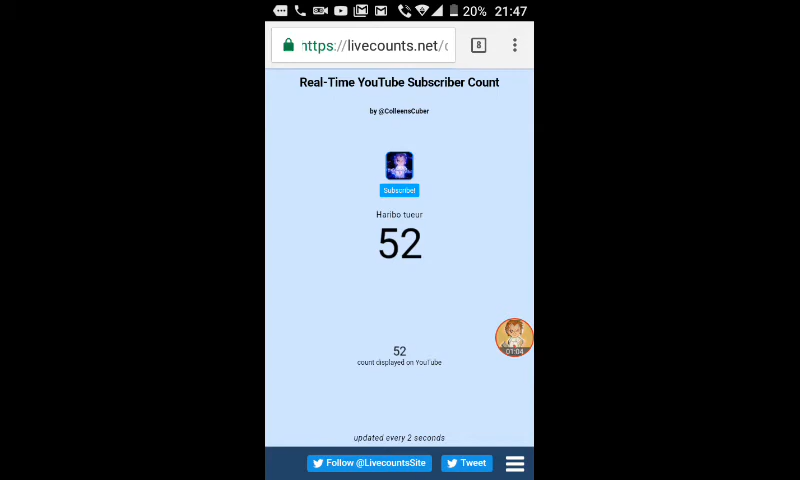 20% 21:47
https://livecounts.net/c
8
Real-Time YouTube Subscriber Count
by @ColleensCuber
Subscribe!
Haribo tueur
52
01:04
52
count displayed on YouTube
updated every 2 seconds
Follow @LivecountsSite Tweet